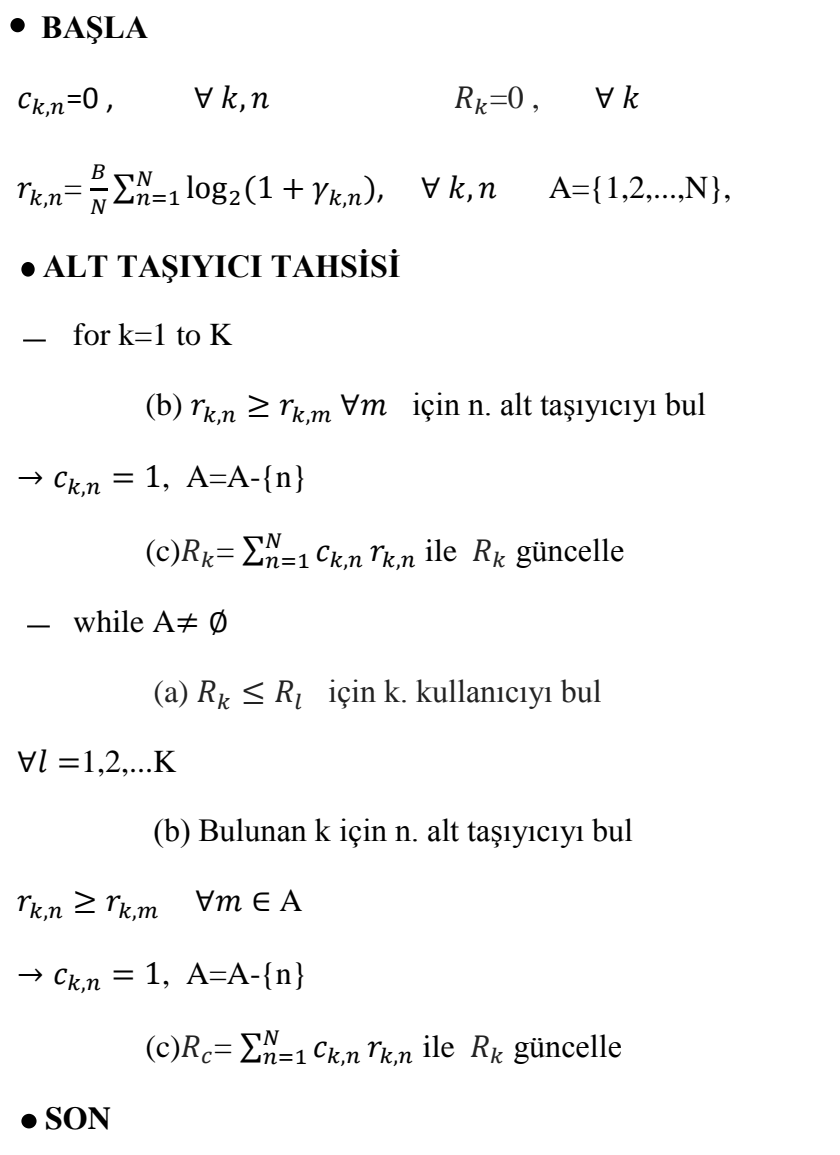 • BAŞLA
c_{k,n}=0 , ∀ k, n R_k=0 , ∀ k
r_{k,n}= \frac{B}{N} ∑_{n=1}^{N} log_2(1 + γ_{k,n}), ∀ k, n A={1,2,...,N},
• ALT TAŞIYICI TAHSİSİ
— for k=1 to K
(b) r_{k,n} ≥ r_{k,m} ∀m için n. alt taşıyıcıyı bul
→ c_{k,n} = 1, A=A-{n}
(c)R_k= ∑_{n=1}^{N} c_{k,n} r_{k,n} ile R_k güncelle
— while A≠ ∅
(a) R_k ≤ R_l için k. kullanıcıyı bul
∀l =1,2,...K
(b) Bulunan k için n. alt taşıyıcıyı bul
r_{k,n} ≥ r_{k,m} ∀m ∈ A
→ c_{k,n} = 1, A=A-{n}
(c)R_c= ∑_{n=1}^{N} c_{k,n} r_{k,n} ile R_k güncelle
• SON